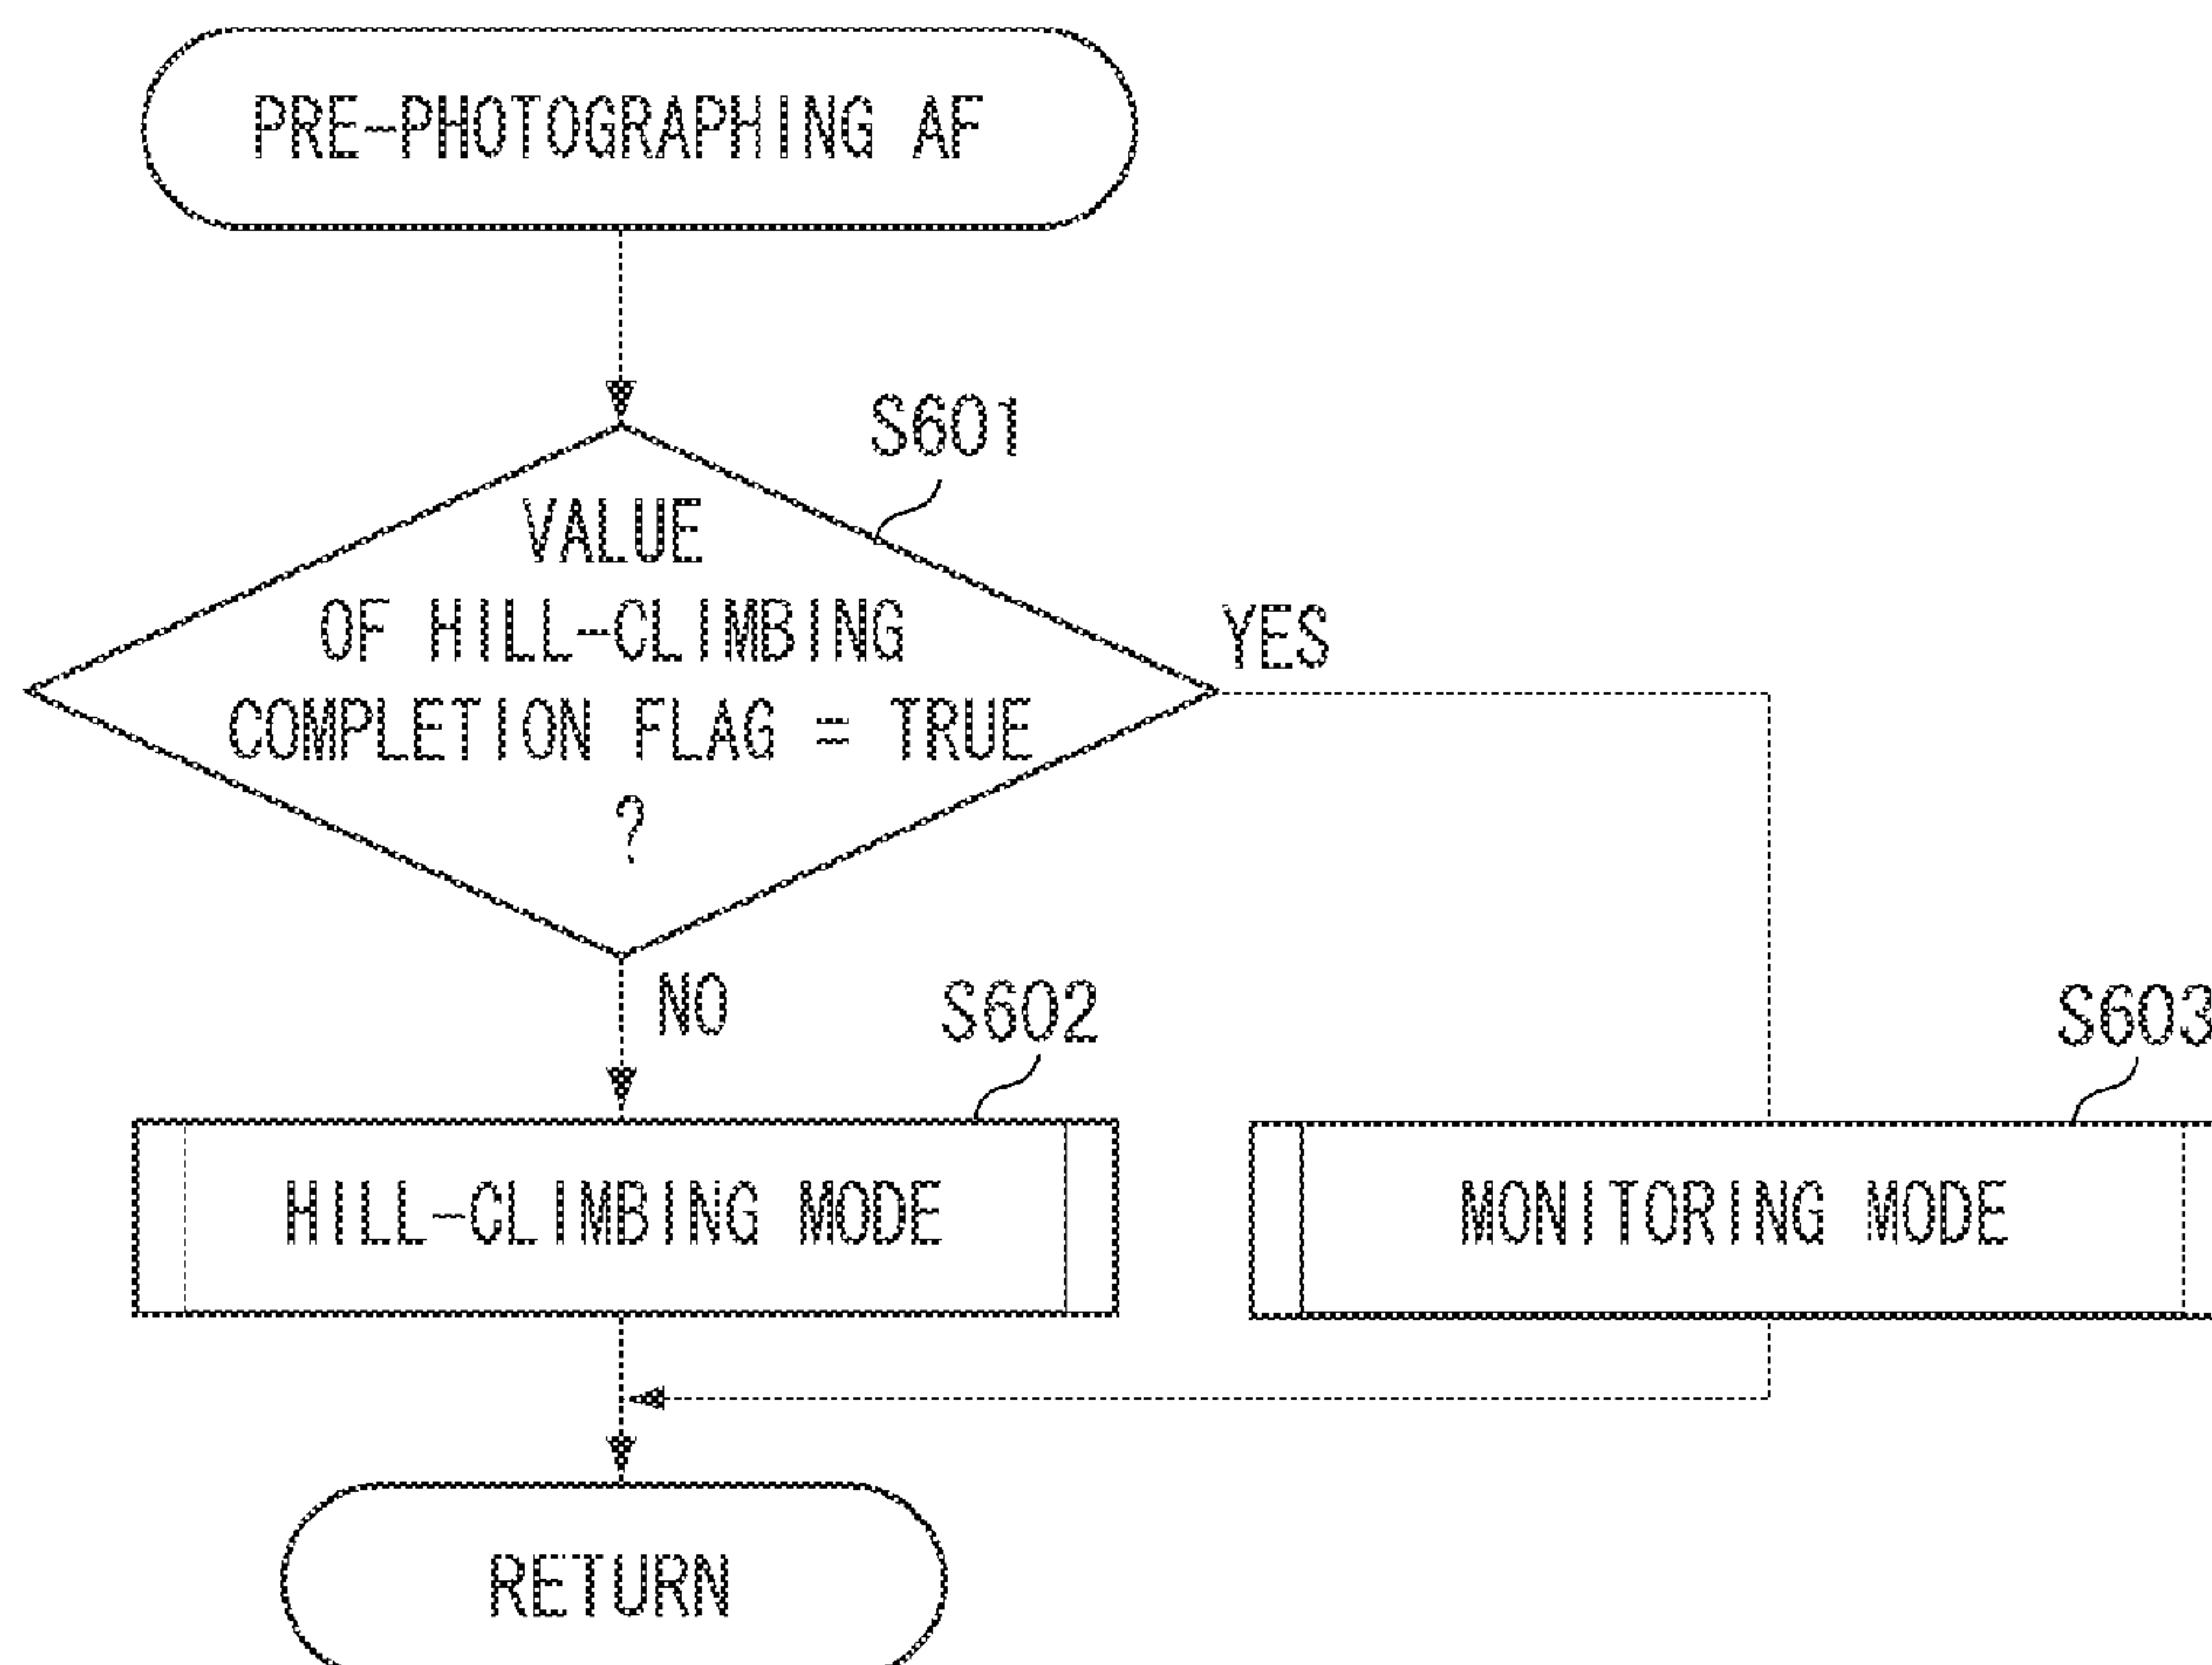 PRE-PHOTOGRAPHING AF
S601
VALUE
OF HILL-CLIMBING
COMPLETION FLAG = TRUE
?
YES
NO
S602
S603
HILL-CLIMBING MODE
MONITORING MODE
RETURN